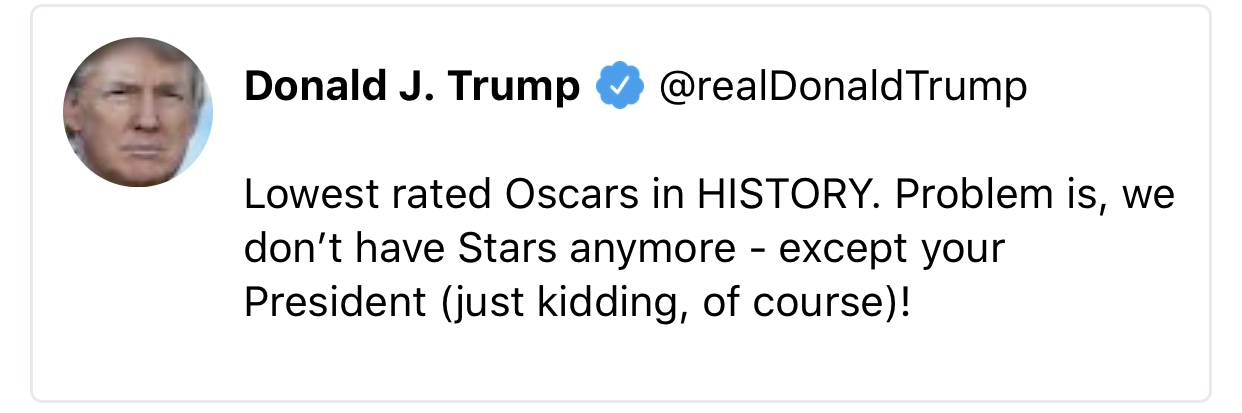 Donald J. Trump @realDonaldTrump
Lowest rated Oscars in HISTORY. Problem is, we
don’t have Stars anymore - except your
President (just kidding, of course)!